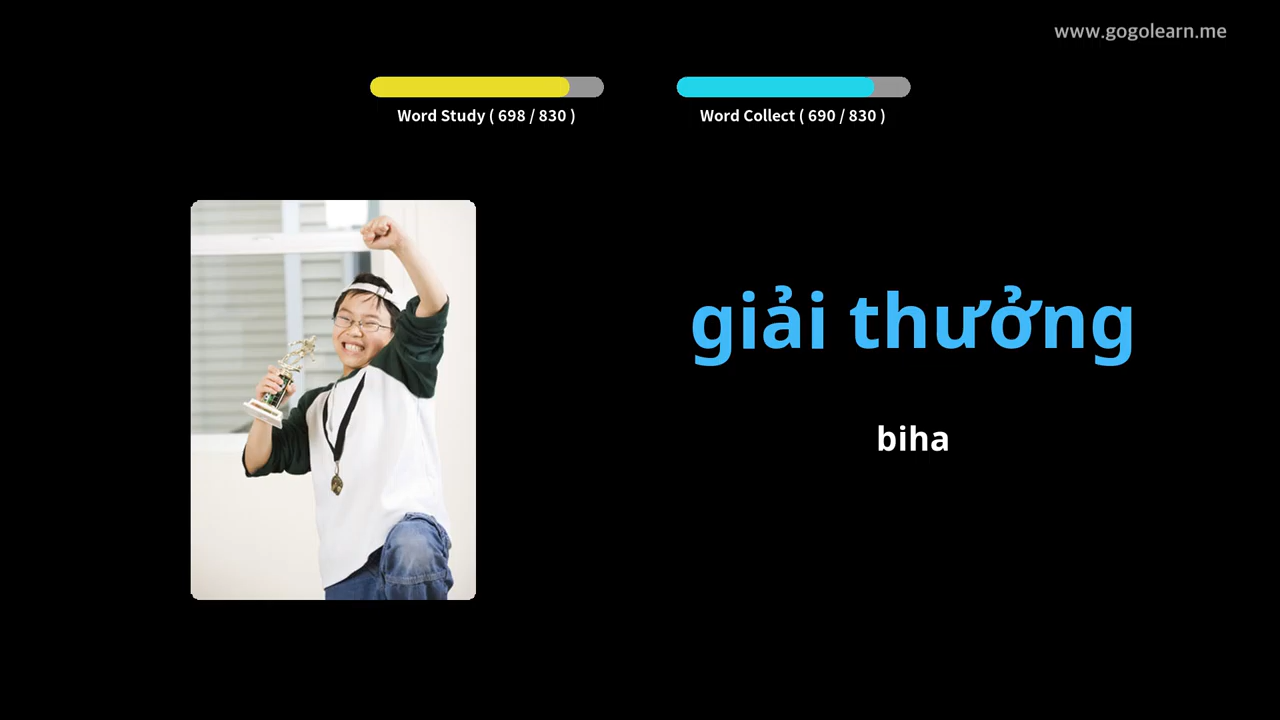 www.gogolearn.me
Word Study ( 698 / 830 )
Word Collect ( 690 / 830 )
giải thưởng
biha